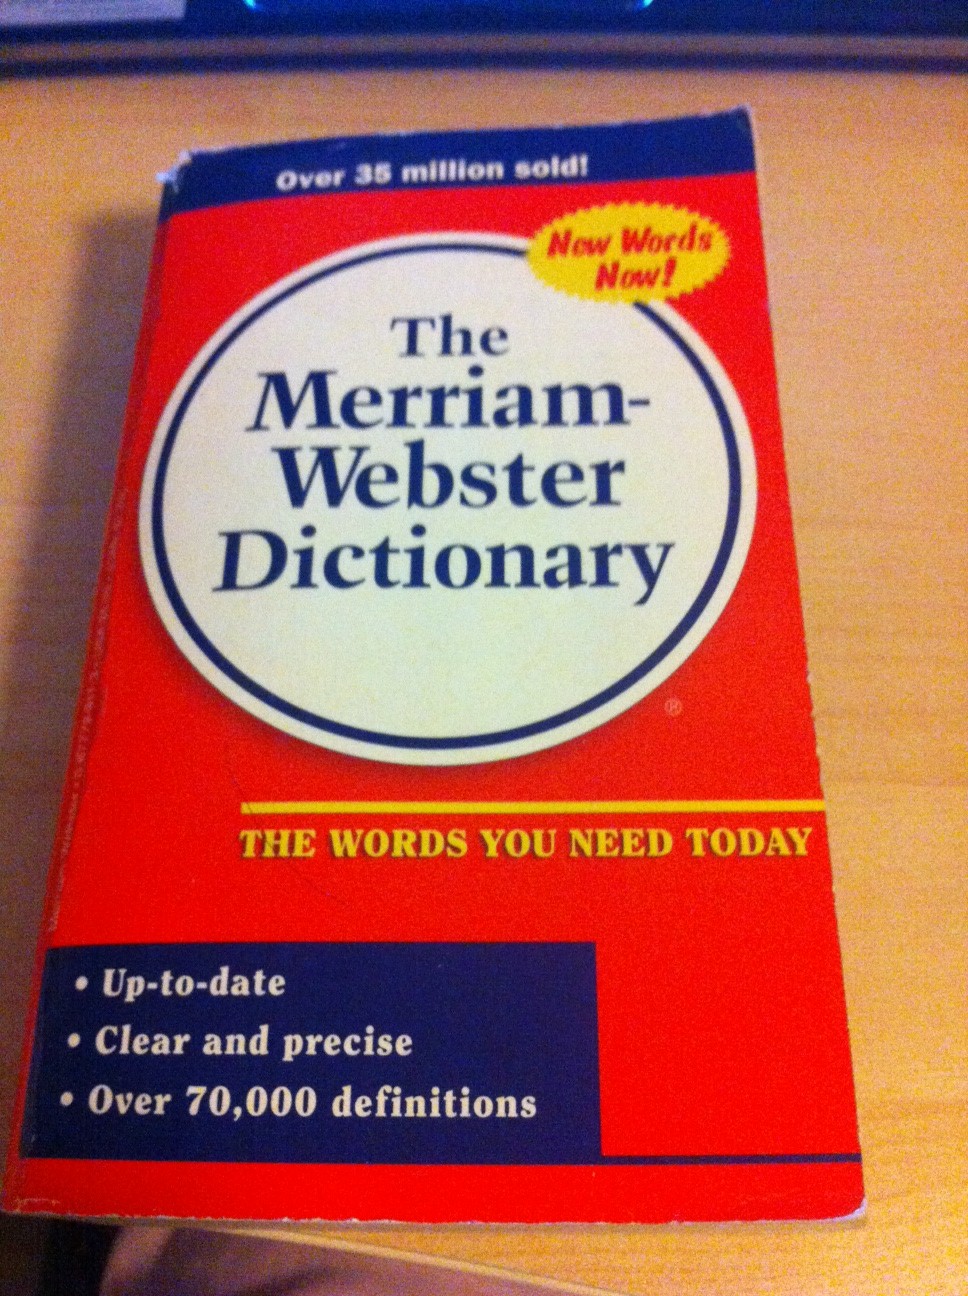 Over 35 million sold!
New Words
Now!
The
Merriam-
Webster
Dictionary
®
THE WORDS YOU NEED TODAY
• Up-to-date
• Clear and precise
• Over 70,000 definitions